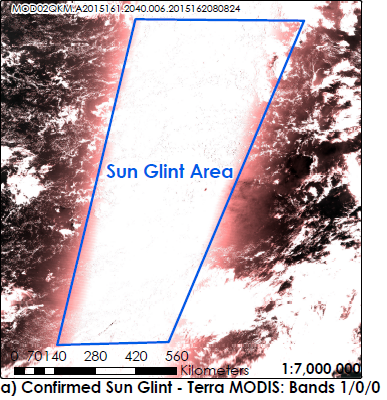 MOD02QKM.A2015161.2040.006.2015162080824
Sun Glint Area
0 70140 280 420 560
Kilometers
1:7,000,000
a) Confirmed Sun Glint - Terra MODIS: Bands 1/0/0